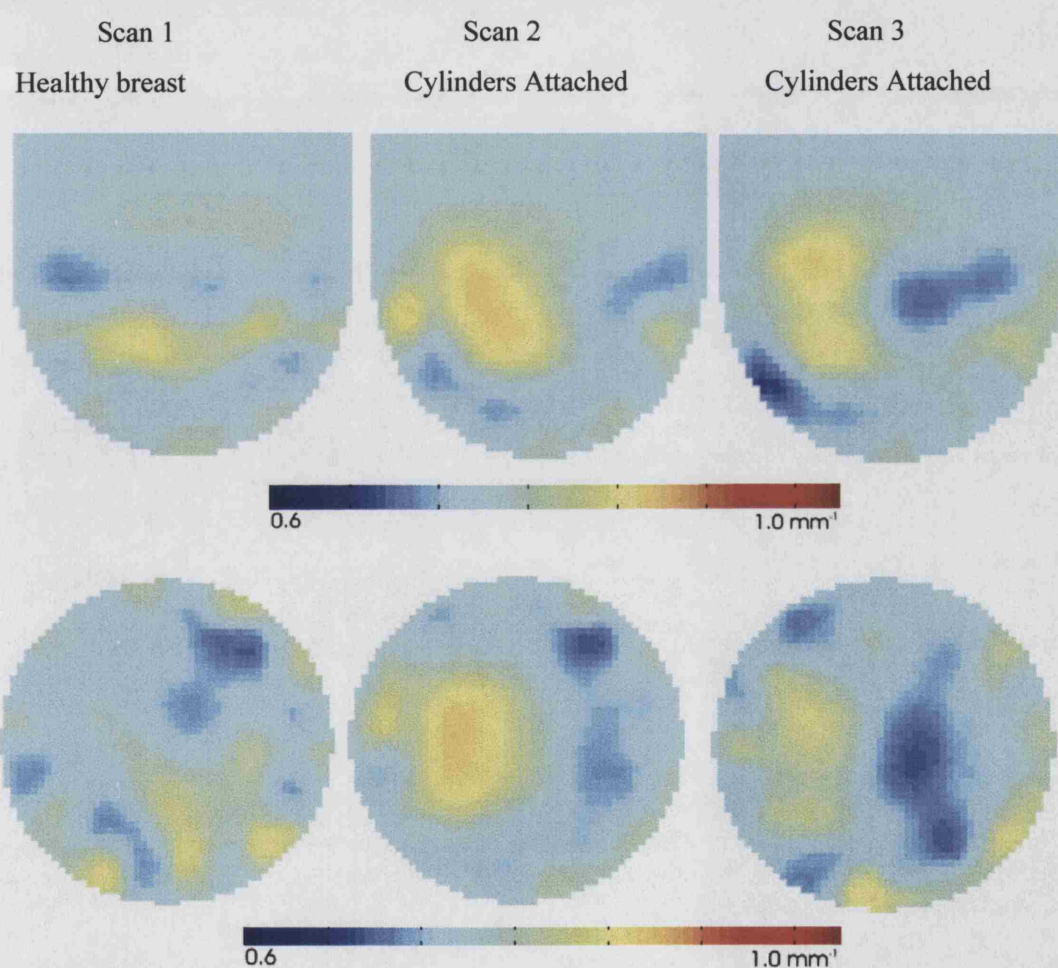 Scan 1 Scan 2 Scan 3
Healthy breast Cylinders Attached Cylinders Attached
0.6 1.0 mm⁻¹
0.6 1.0 mm⁻¹